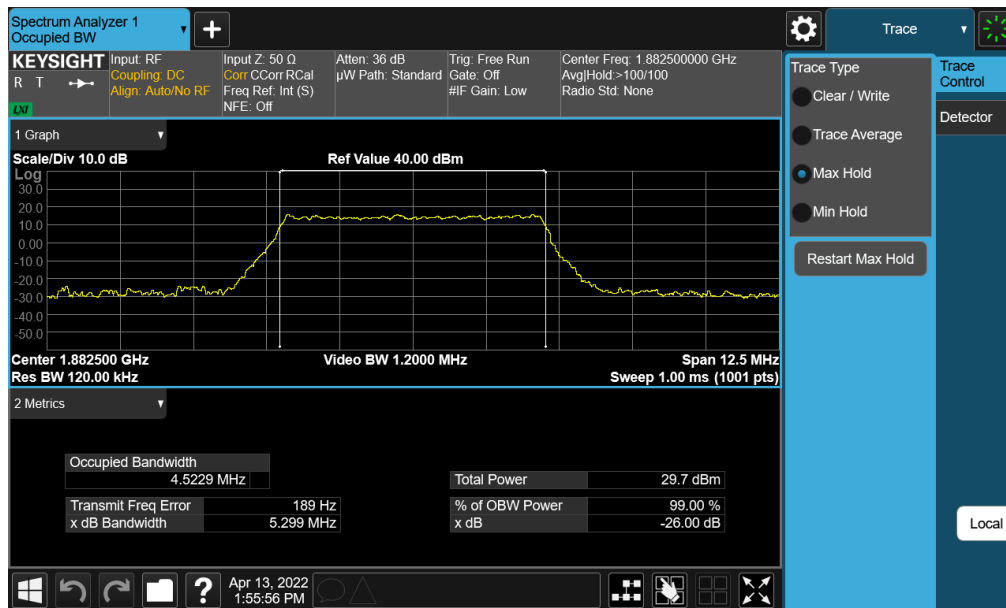 Spectrum Analyzer 1
Occupied BW
+
Trace
KEYSIGHT
R T
LXI
Input: RF
Coupling: DC
Align: Auto/No RF
Input Z: 50 Ω
Corr CCorr RCal
Freq Ref: Int (S)
NFE: Off
Atten: 36 dB
µW Path: Standard
Trig: Free Run
Gate: Off
#IF Gain: Low
Center Freq: 1.882500000 GHz
Avg|Hold:>100/100
Radio Std: None
Trace Type
Clear / Write
Trace Average
Max Hold
Min Hold
Restart Max Hold
Trace
Control
Detector
Local
1 Graph
Scale/Div 10.0 dB
Ref Value 40.00 dBm
Log
30.0
20.0
10.0
0.00
-10.0
-20.0
-30.0
-40.0
-50.0
Center 1.882500 GHz
Video BW 1.2000 MHz
Span 12.5 MHz
Res BW 120.00 kHz
Sweep 1.00 ms (1001 pts)
2 Metrics
Occupied Bandwidth
4.5229 MHz
Total Power 29.7 dBm
Transmit Freq Error 189 Hz
% of OBW Power 99.00 %
x dB Bandwidth 5.299 MHz
x dB -26.00 dB
?
Apr 13, 2022
1:55:56 PM